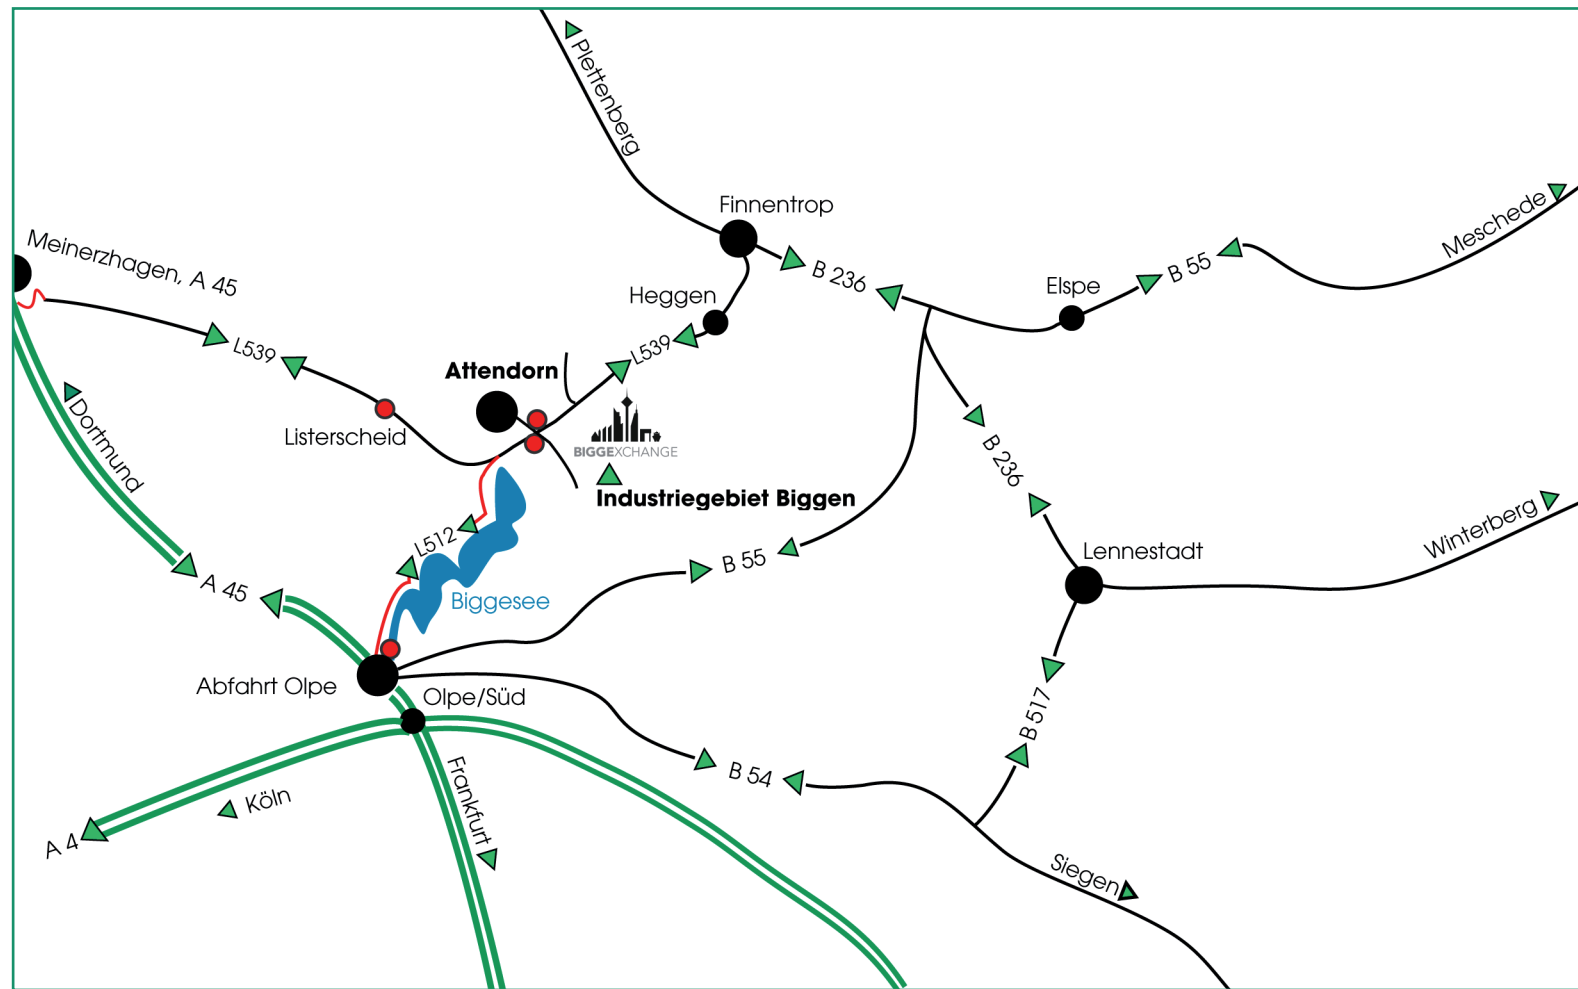 Plettenberg
Finnentrop
Meschede
Meinerzhagen, A 45
B 236
B 55
Elspe
Heggen
L539
L539
Attendorn
Dortmund
Listerscheid
BIGGEXCHANGE
B 236
Industriegebiet Biggen
Winterberg
L512
B 55
Lennestadt
A 45
Biggesee
Abfahrt Olpe
Olpe/Süd
B 517
B 54
Frankfurt
Köln
A 4
Siegen